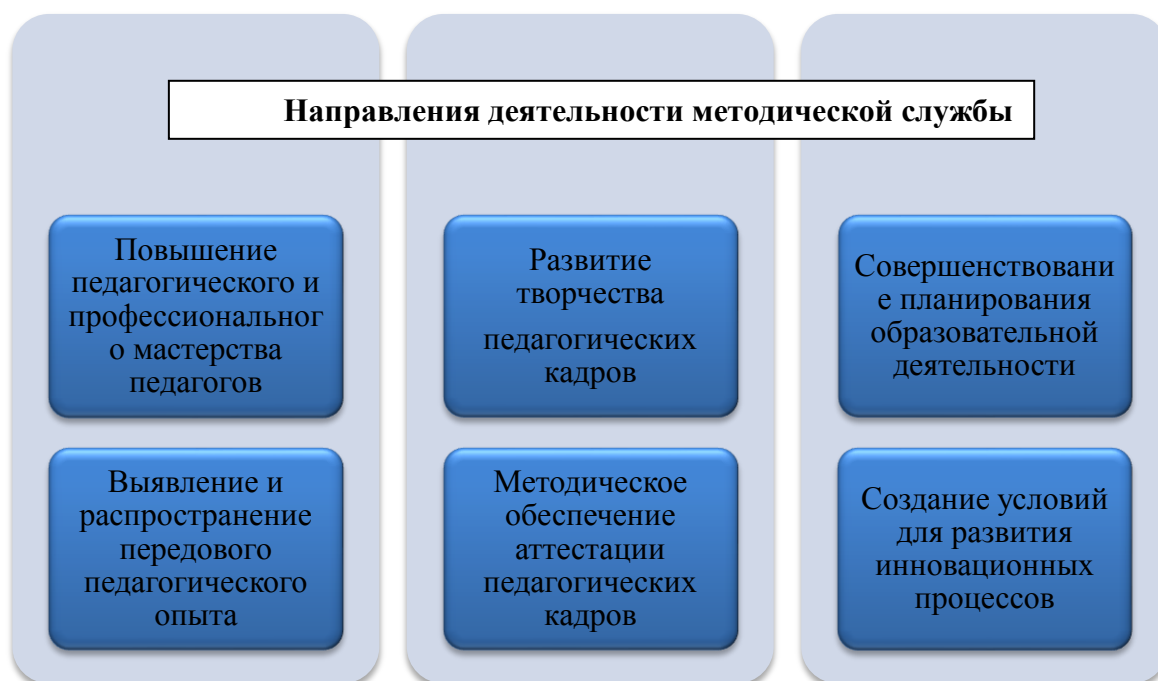 Направления деятельности методической службы
Повышение
педагогического и
профессиональног
о мастерства
педагогов
Развитие
творчества
педагогических
кадров
Совершенствовани
е планирования
образовательной
деятельности
Выявление и
распространение
передового
педагогического
опыта
Методическое
обеспечение
аттестации
педагогических
кадров
Создание условий
для развития
инновационных
процессов